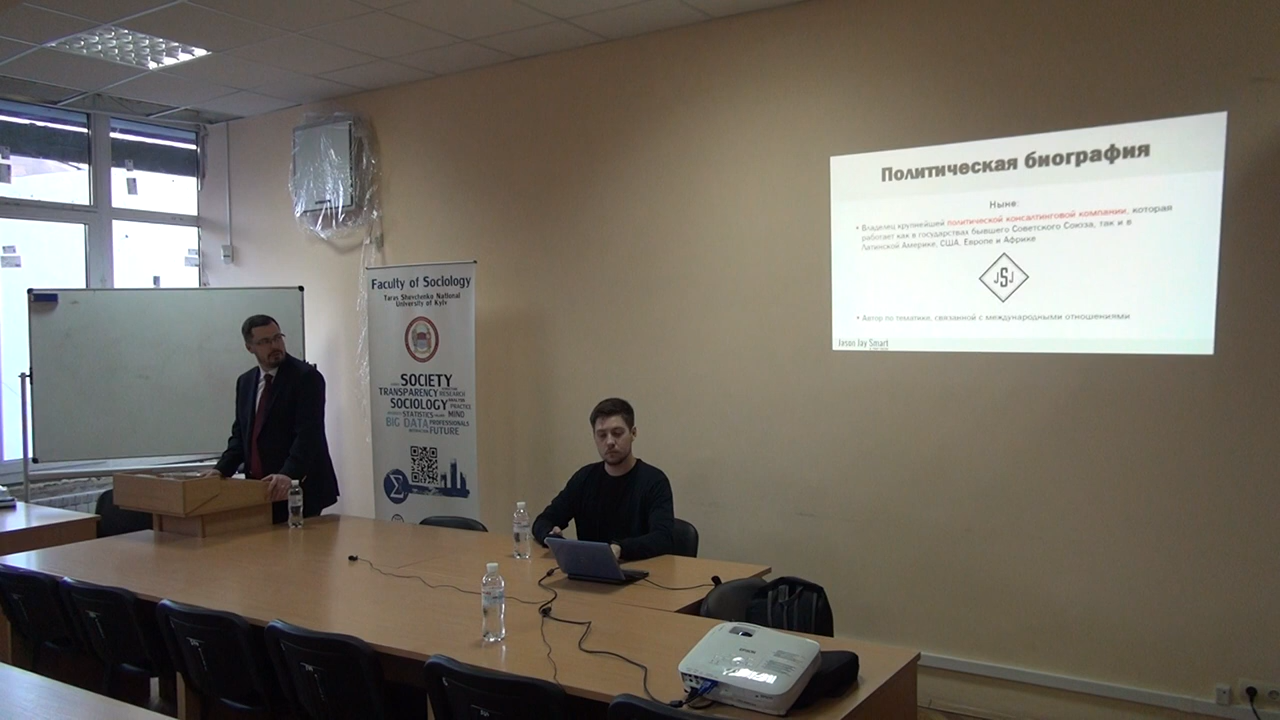 Политическая биография
Ныне:
• Владелец крупнейшей политической консалтинговой компании, которая
работает как в государствах бывшего Советского Союза, так и в
Латинской Америке, США, Европе и Африке
JSJ
• Автор по тематике, связанной с международными отношениями
Jason Jay Smart
Faculty of Sociology
Taras Shevchenko National
University of Kyiv
SOCIETY
TRANSPARENCY RESEARCH
SOCIOLOGY PRACTICE
STATISTICS MIND
BIG DATA PROFESSIONALS
FUTURE
Σ
EPSON